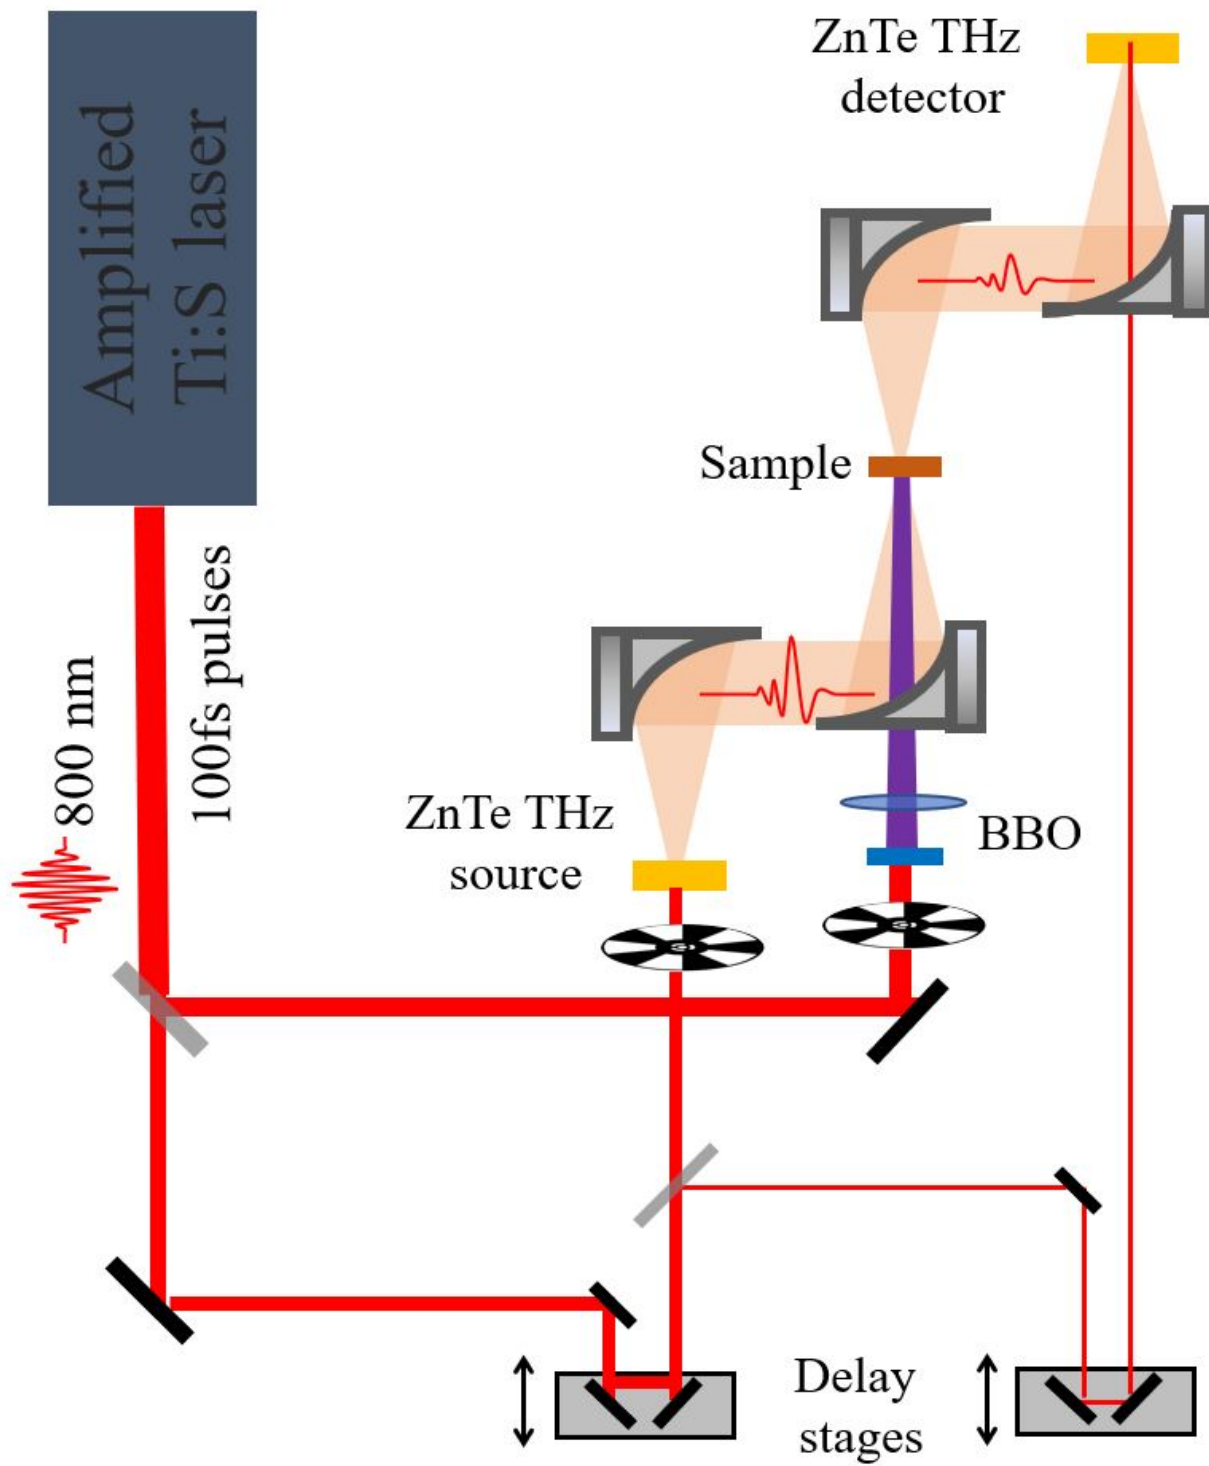 ZnTe THz
detector
Amplified
Ti:S laser
Sample
800 nm
100fs pulses
ZnTe THz
source
BBO
Delay
stages